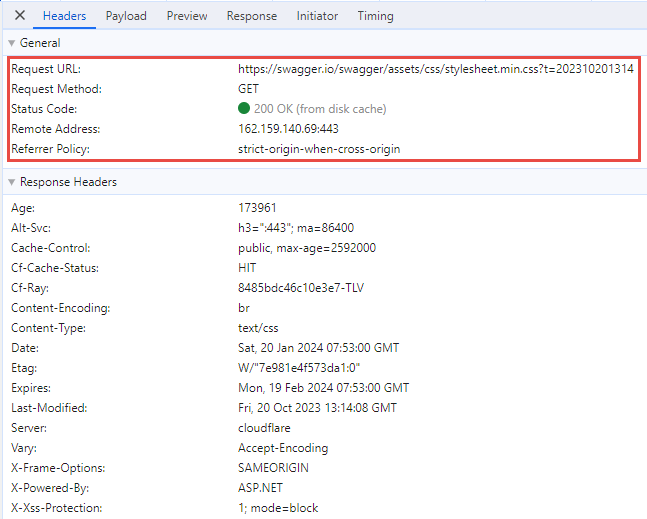 Headers Payload Preview Response Initiator Timing
General
Request URL: https://swagger.io/swagger/assets/css/stylesheet.min.css?t=202310201314
Request Method: GET
Status Code: 200 OK (from disk cache)
Remote Address: 162.159.140.69:443
Referrer Policy: strict-origin-when-cross-origin
Response Headers
Age: 173961
Alt-Svc: h3=":443"; ma=86400
Cache-Control: public, max-age=2592000
Cf-Cache-Status: HIT
Cf-Ray: 8485bdc46c10e3e7-TLV
Content-Encoding: br
Content-Type: text/css
Date: Sat, 20 Jan 2024 07:53:00 GMT
Etag: W/"7e981e4f573da1:0"
Expires: Mon, 19 Feb 2024 07:53:00 GMT
Last-Modified: Fri, 20 Oct 2023 13:14:08 GMT
Server: cloudflare
Vary: Accept-Encoding
X-Frame-Options: SAMEORIGIN
X-Powered-By: ASP.NET
X-Xss-Protection: 1; mode=block